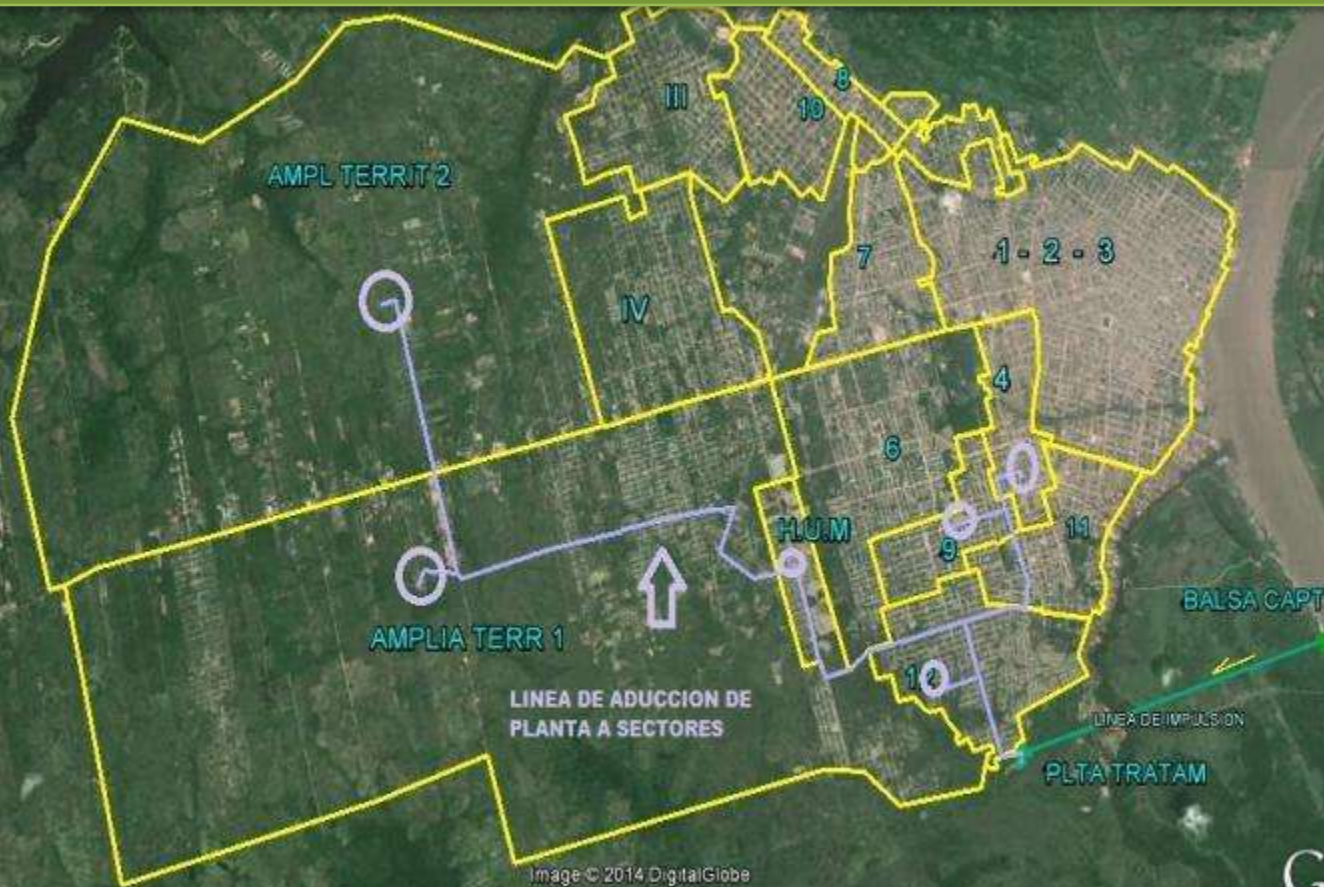 8
III
10
AMPL TERRIT 2
7
1 - 2 - 3
IV
4
6
H.U.M
9
11
BALSA CAPT
AMPLIA TERR 1
LINEA DE ADUCCION DE
PLANTA A SECTORES
LINEA DE IMPULSION
PLTA TRATAM
Image © 2014 DigitalGlobe
G